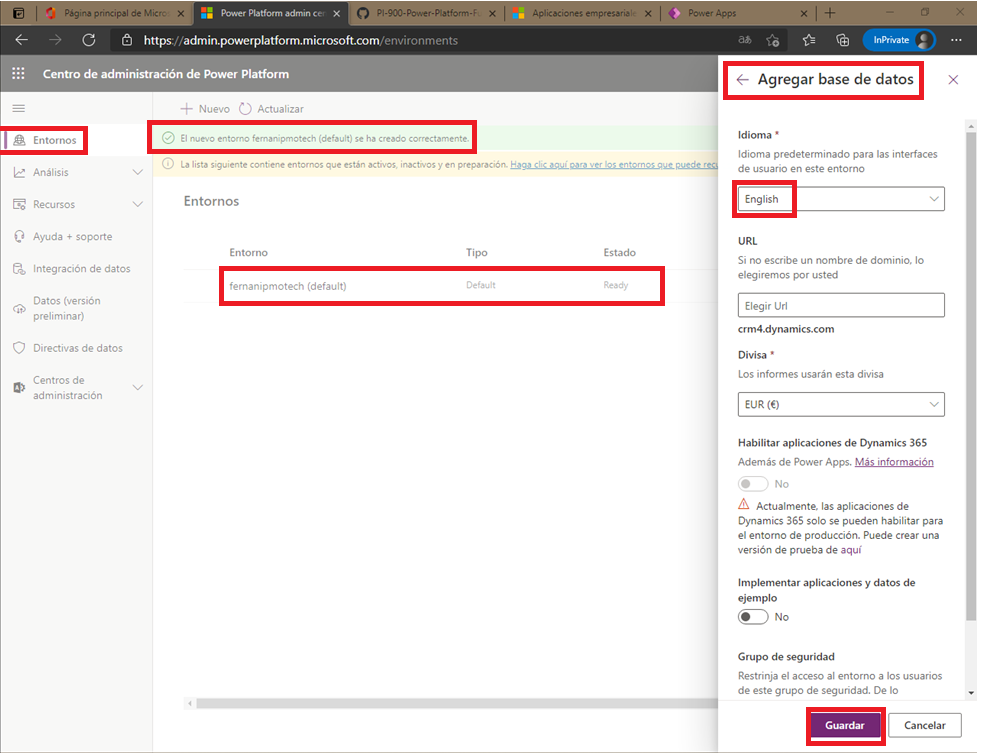 Página principal de Micro
Power Platform admin cen
PI-900-Power-Platform-Fu
Aplicaciones empresariale
Power Apps
https://admin.powerplatform.microsoft.com/environments
InPrivate
Centro de administración de Power Platform
Entornos
Análisis
Recursos
Ayuda + soporte
Integración de datos
Datos (versión
preliminar)
Directivas de datos
Centros de
administración
Nuevo
Actualizar
El nuevo entorno fernanipmotech (default) se ha creado correctamente.
La lista siguiente contiene entornos que están activos, inactivos y en preparación. Haga clic aquí para ver los entornos que puede recu
Entornos
Entorno Tipo Estado
fernanipmotech (default) Default Ready
Agregar base de datos
Idioma *
Idioma predeterminado para las interfaces
de usuario en este entorno
English
URL
Si no escribe un nombre de dominio, lo
elegiremos por usted
Elegir Url
crm4.dynamics.com
Divisa *
Los informes usarán esta divisa
EUR (€)
Habilitar aplicaciones de Dynamics 365
Además de Power Apps. Más información
No
Actualmente, las aplicaciones de
Dynamics 365 solo se pueden habilitar para
el entorno de producción. Puede crear una
versión de prueba de aquí
Implementar aplicaciones y datos de
ejemplo
No
Grupo de seguridad
Restrinja el acceso al entorno a los usuarios
de este grupo de seguridad. De lo
Guardar
Cancelar